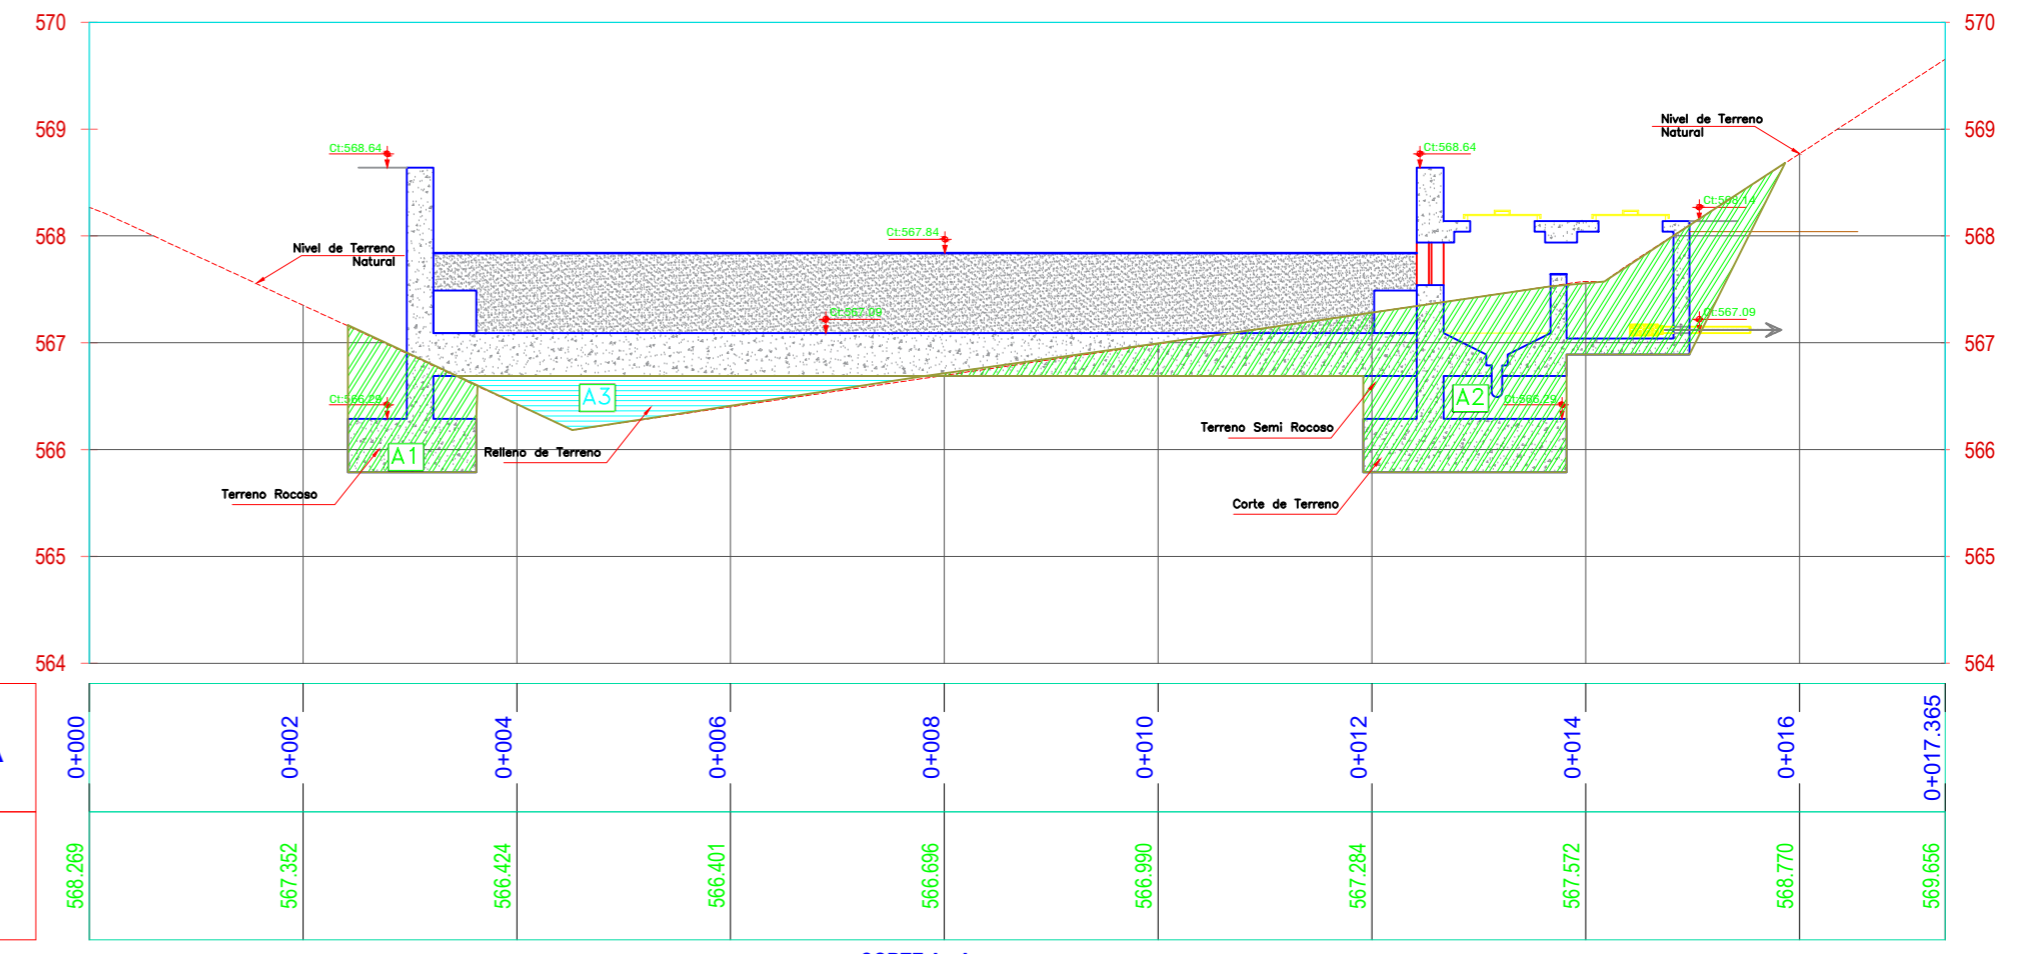 570
570
569
569
568
568
567
567
566
566
565
565
564
564
Nivel de Terreno
Natural
Ct:568.64
Ct:568.64
Ct:568.14
Ct:567.84
Nivel de Terreno
Natural
Ct:567.09
Ct:567.09
Ct:566.29
A3
A2
Ct:566.29
A1
Relleno de Terreno
Terreno Semi Rocoso
Terreno Rocoso
Corte de Terreno
0+000
0+002
0+004
0+006
0+008
0+010
0+012
0+014
0+016
0+017.365
568.269
567.352
566.424
566.401
566.696
566.990
567.284
567.572
568.770
569.656